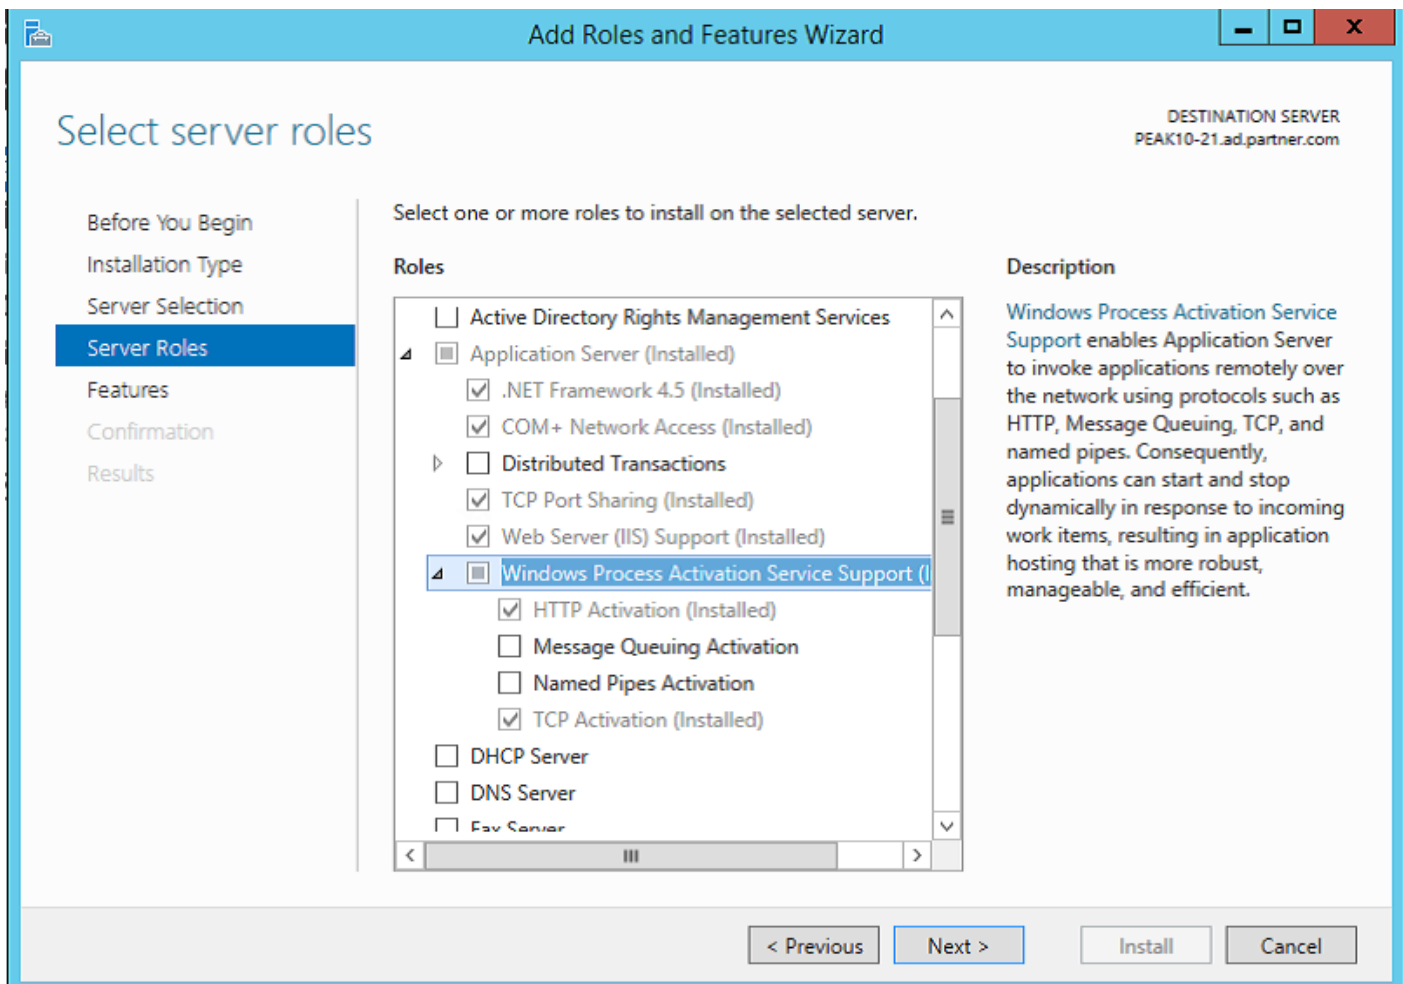 Add Roles and Features Wizard
X
Select server roles
DESTINATION SERVER
PEAK10-21.ad.partner.com
Before You Begin
Installation Type
Server Selection
Server Roles
Features
Confirmation
Results
Select one or more roles to install on the selected server.
Roles
Active Directory Rights Management Services
Application Server (Installed)
.NET Framework 4.5 (Installed)
COM+ Network Access (Installed)
Distributed Transactions
TCP Port Sharing (Installed)
Web Server (IIS) Support (Installed)
Windows Process Activation Service Support (I
HTTP Activation (Installed)
Message Queuing Activation
Named Pipes Activation
TCP Activation (Installed)
DHCP Server
DNS Server
Fax Server
Description
Windows Process Activation Service
Support enables Application Server
to invoke applications remotely over
the network using protocols such as
HTTP, Message Queuing, TCP, and
named pipes. Consequently,
applications can start and stop
dynamically in response to incoming
work items, resulting in application
hosting that is more robust,
manageable, and efficient.
< Previous
Next >
Install
Cancel